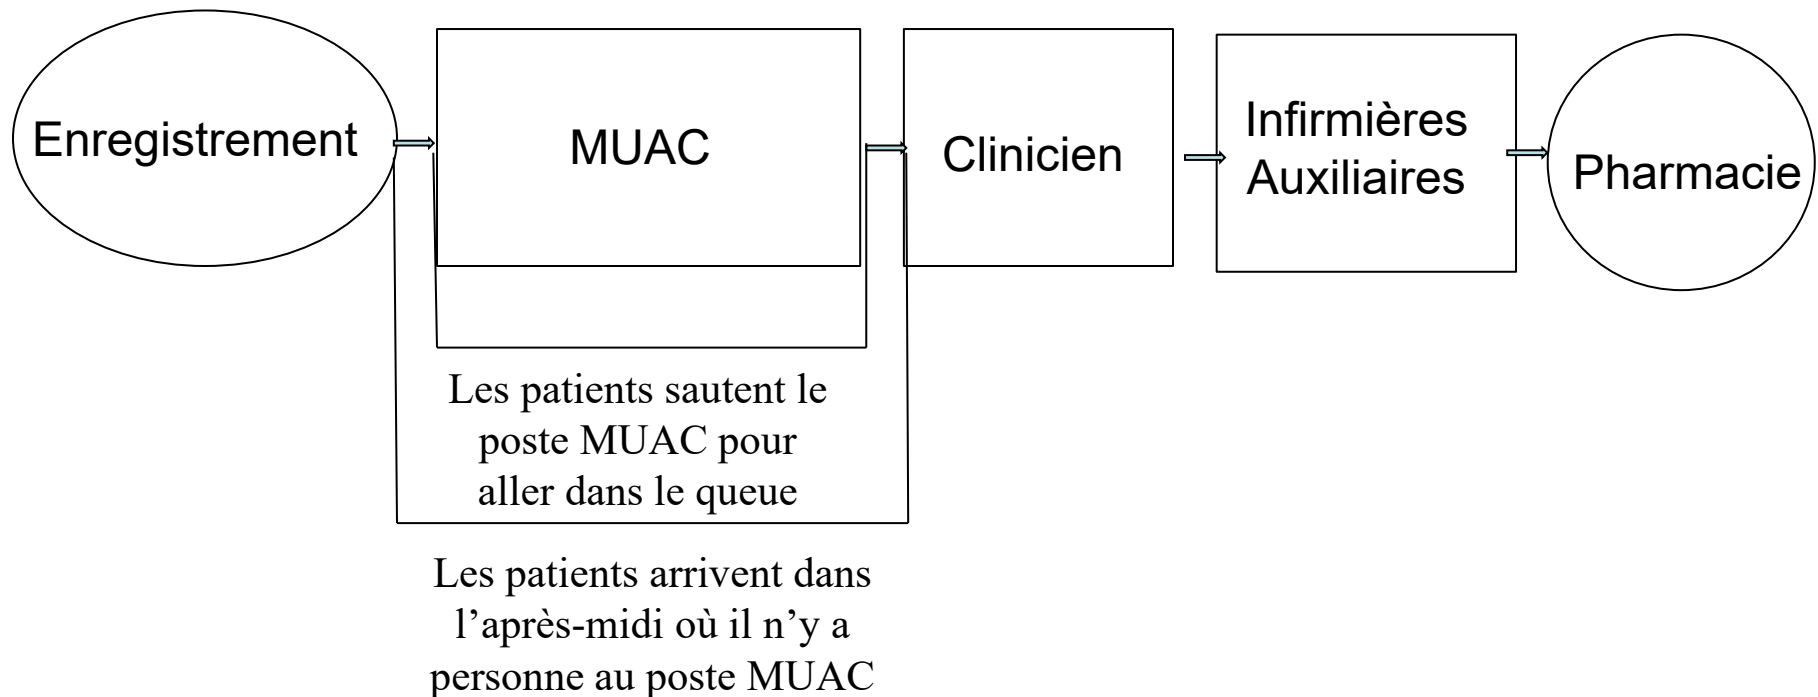 Enregistrement
MUAC
Clinicien
Infirmières
Auxiliaires
Pharmacie
Les patients sautent le
poste MUAC pour
aller dans le queue
Les patients arrivent dans
l’après-midi où il n’y a
personne au poste MUAC